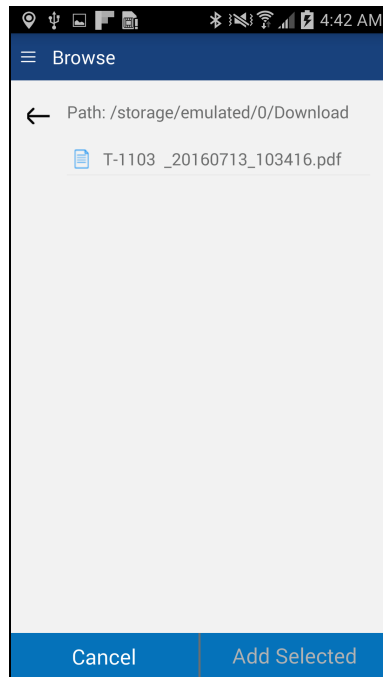 4:42 AM
Browse
Path: /storage/emulated/0/Download
T-1103 _20160713_103416.pdf
Cancel
Add Selected